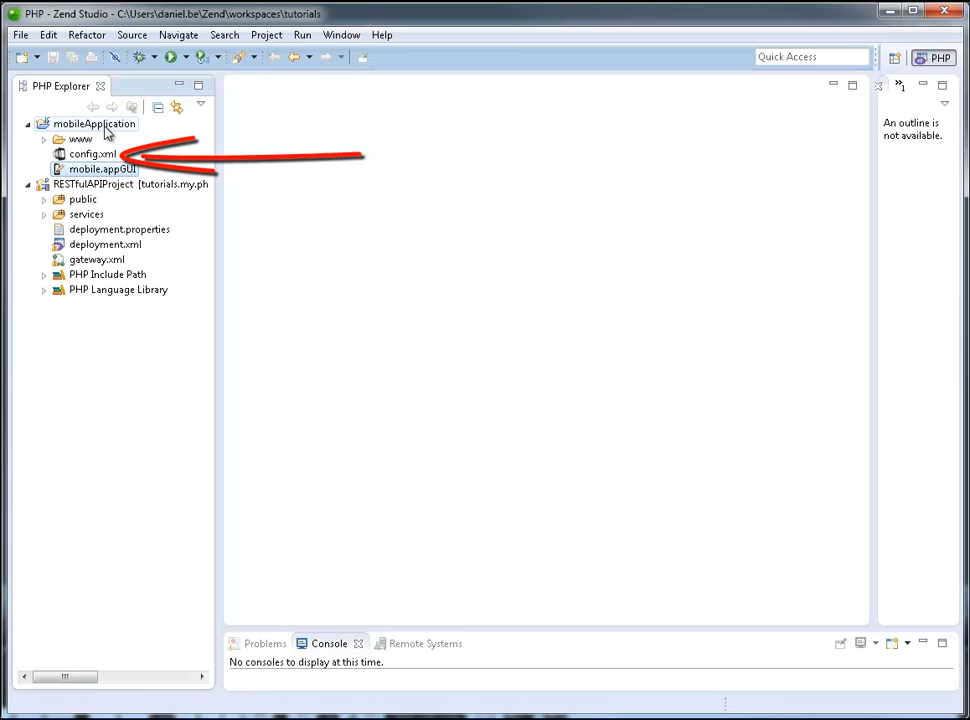 PHP - Zend Studio - C:\Users\daniel.be\Zend\workspaces\tutorials
File Edit Refactor Source Navigate Search Project Run Window Help
Quick Access
PHP
PHP Explorer
1
mobileApplication
An outline is
not available.
www
config.xml
mobile.appGUI
RESTfulAPIProject [tutorials.my.ph
public
services
deployment.properties
deployment.xml
gateway.xml
PHP Include Path
PHP Language Library
Problems Console Remote Systems
No consoles to display at this time.